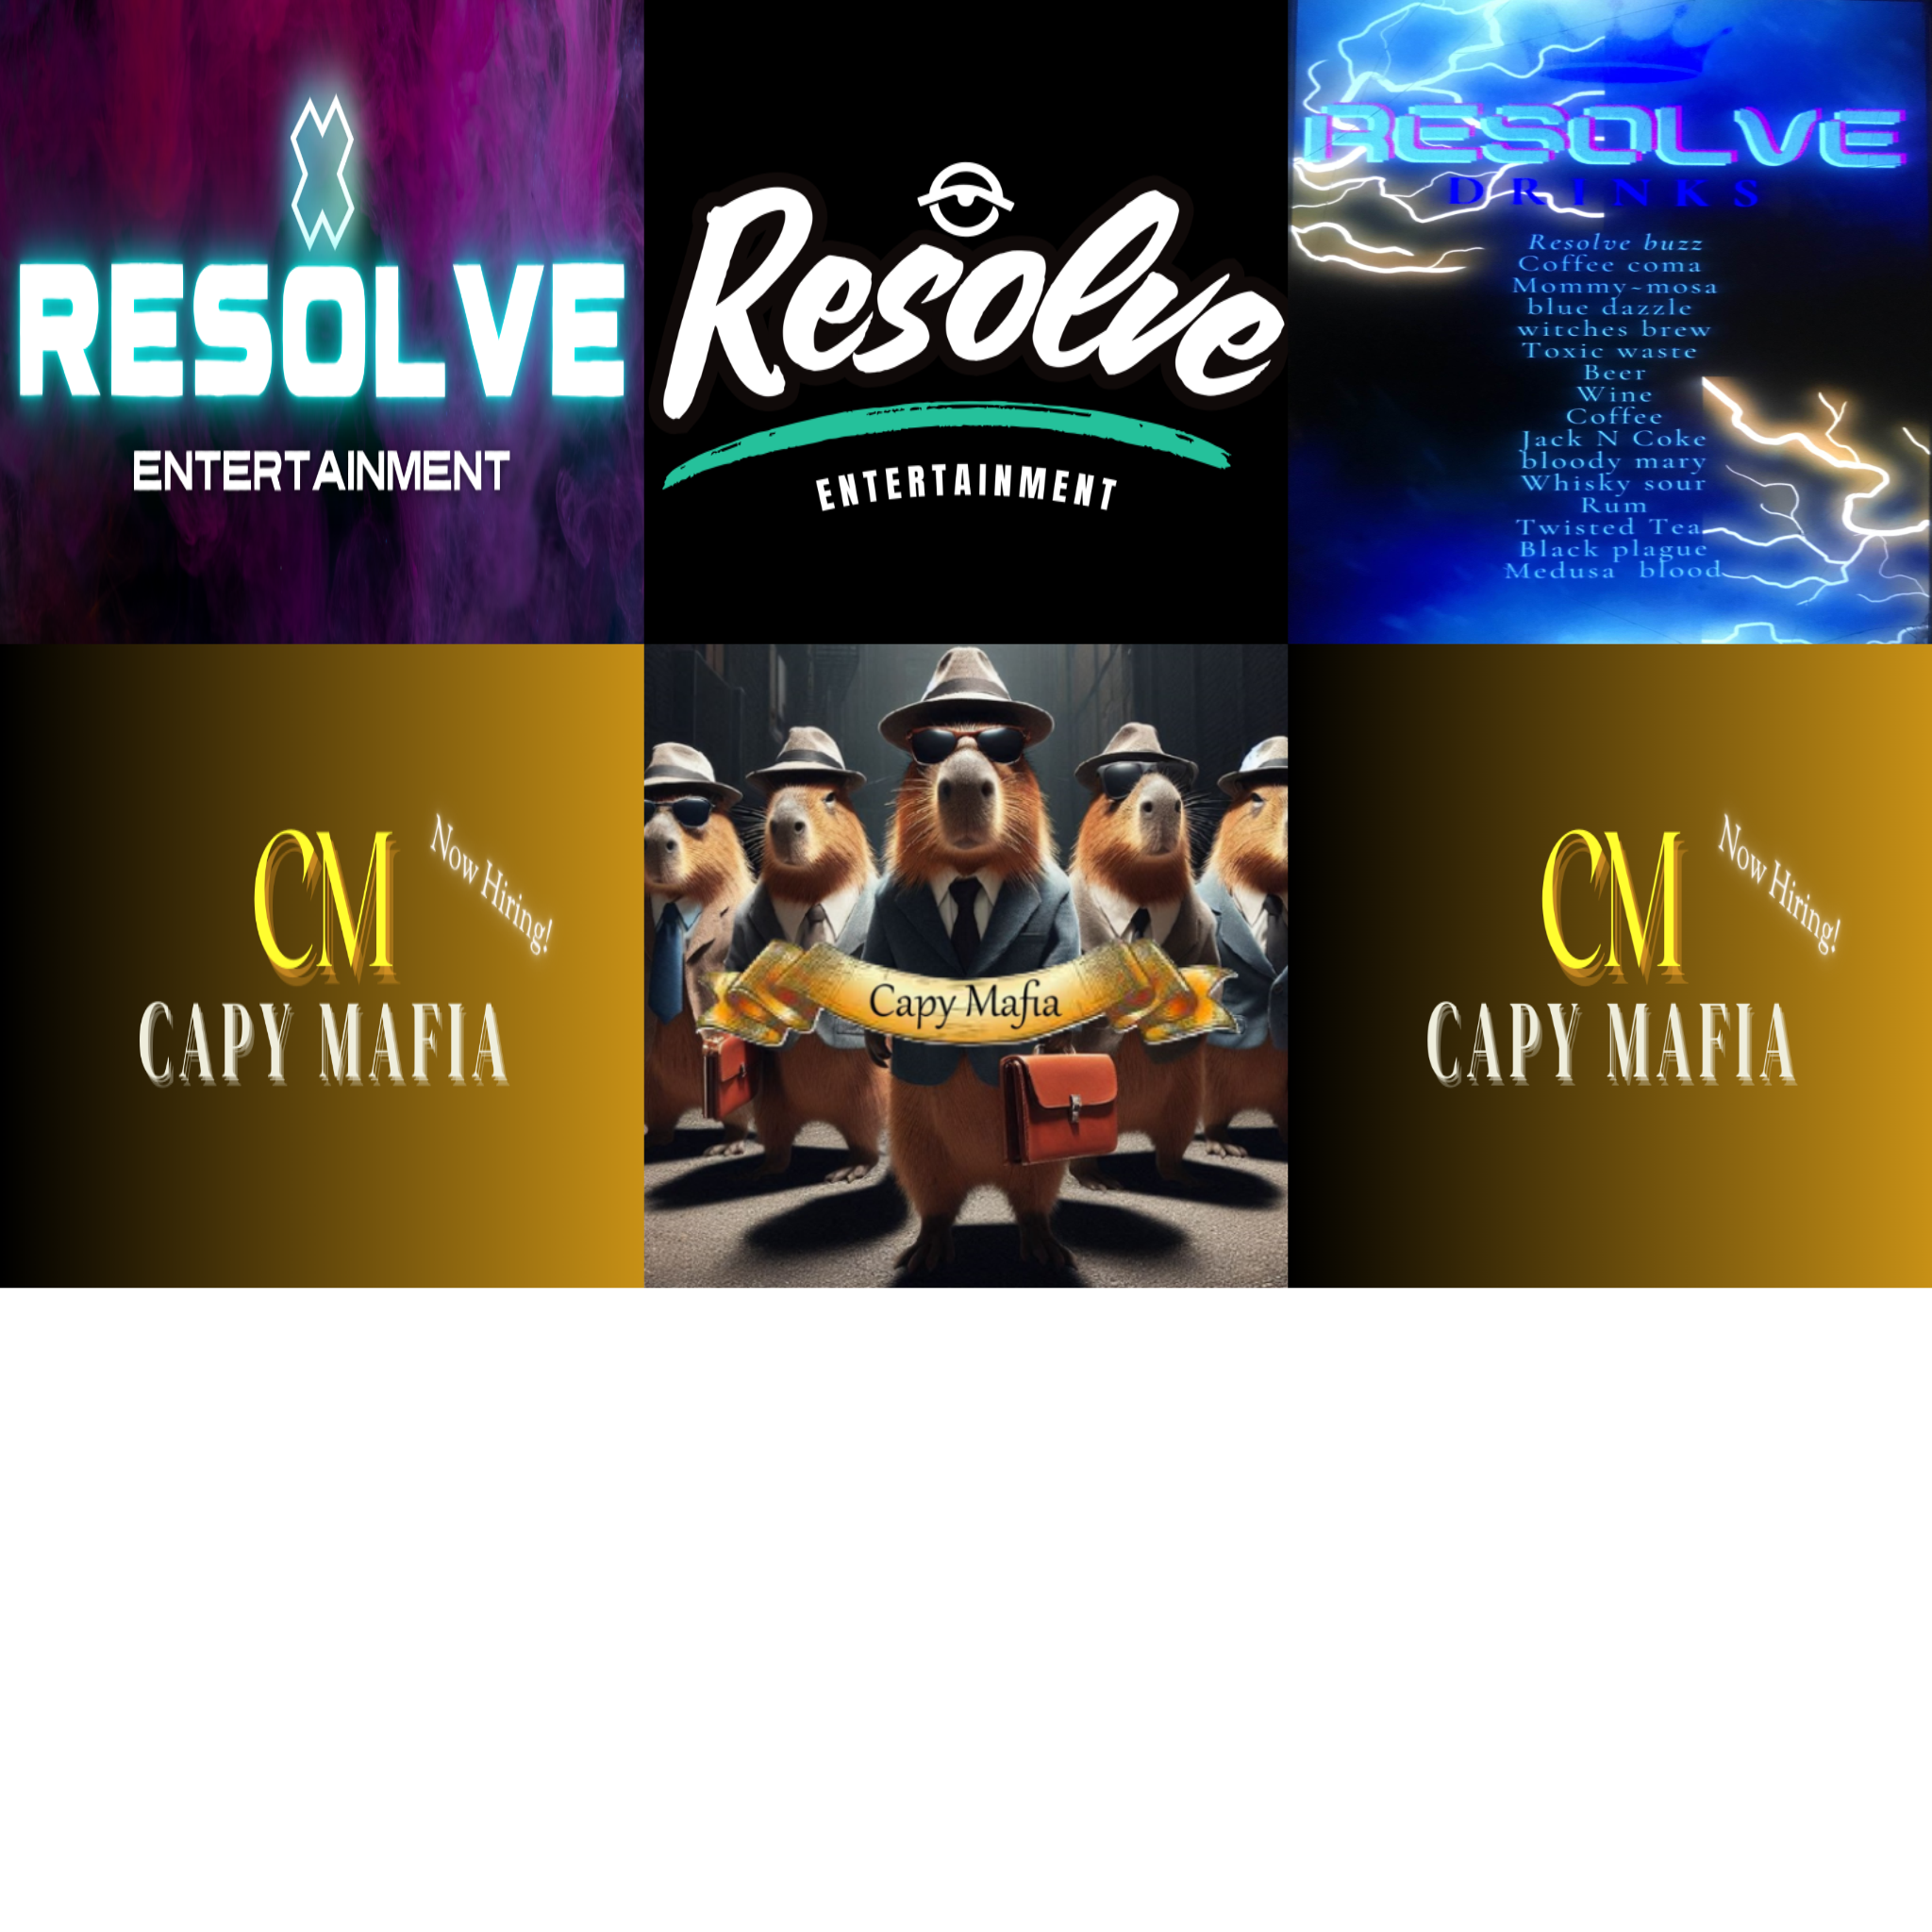 RESOLVE
ENTERTAINMENT
Resolve
ENTERTAINMENT
RESOLVE
DRINKS
Resolve buzz
Coffee coma
Mommy~mosa
blue dazzle
witches brew
Toxic waste
Beer
Wine
Coffee
Jack N Coke
bloody mary
Whisky sour
Rum
Twisted Tea
Black plague
Medusa blood
CM
Now Hiring!
CAPY MAFIA
Capy Mafia
CM
Now Hiring!
CAPY MAFIA